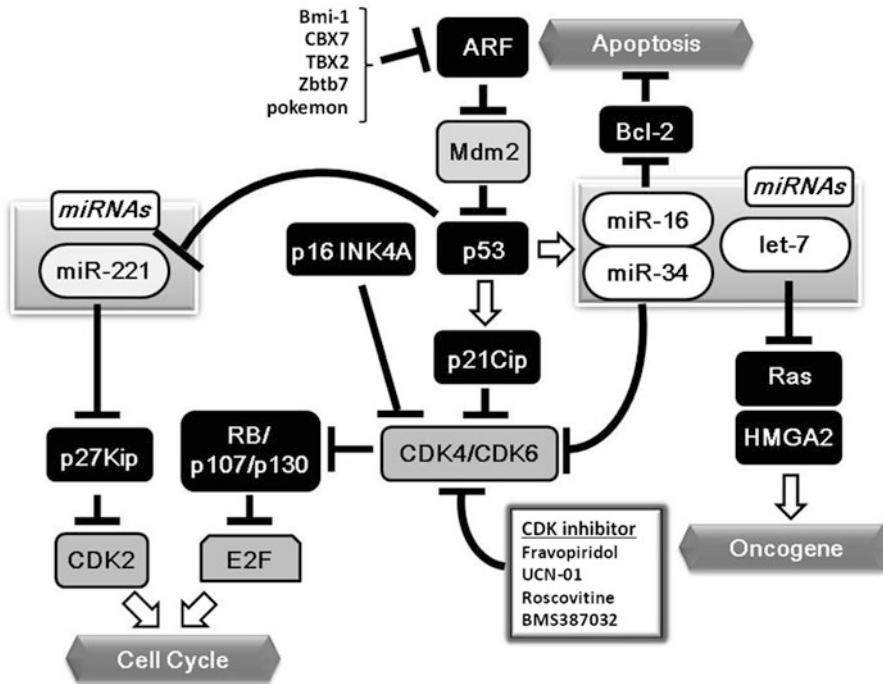 Bmi-1
CBX7
TBX2
Zbtb7
pokemon
ARF
Apoptosis
Mdm2
Bcl-2
miRNAs
miR-221
p16 INK4A
p53
miRNAs
miR-16
miR-34
let-7
p21Cip
Ras
HMGA2
p27Kip
RB/
p107/p130
CDK4/CDK6
CDK2
E2F
CDK inhibitor
Fravopiridol
UCN-01
Roscovitine
BMS387032
Oncogene
Cell Cycle